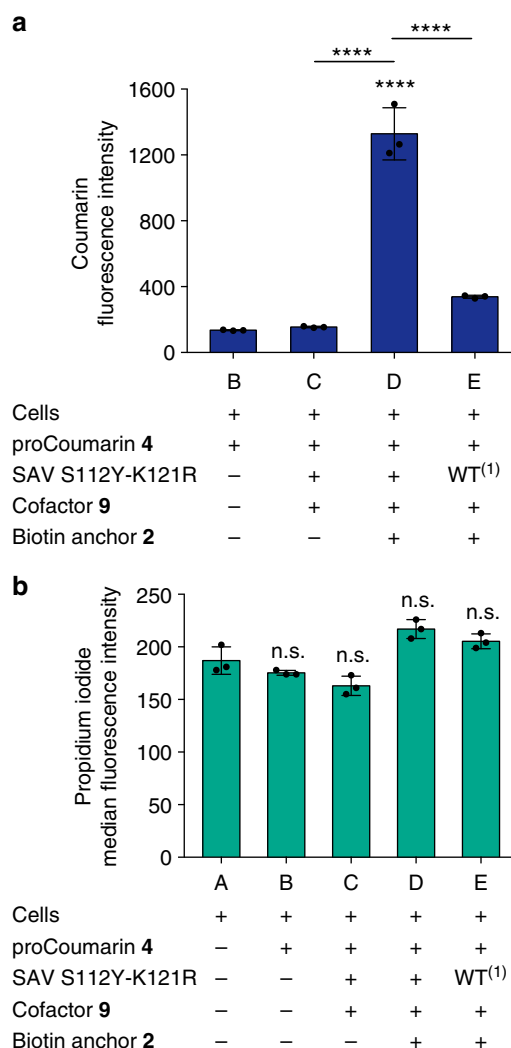 a
**** ****
****
1600
1200
800
400
0
Coumarin
fluorescence intensity
B C D E
Cells + + + +
proCoumarin 4 + + + +
SAV S112Y-K121R – + + WT(1)
Cofactor 9 – + + +
Biotin anchor 2 – – + +
b
250
200
150
100
50
0
Propidium iodide
median fluorescence intensity
n.s. n.s. n.s. n.s.
A B C D E
Cells + + + + +
proCoumarin 4 – + + + +
SAV S112Y-K121R – – + + WT(1)
Cofactor 9 – – + + +
Biotin anchor 2 – – – + +